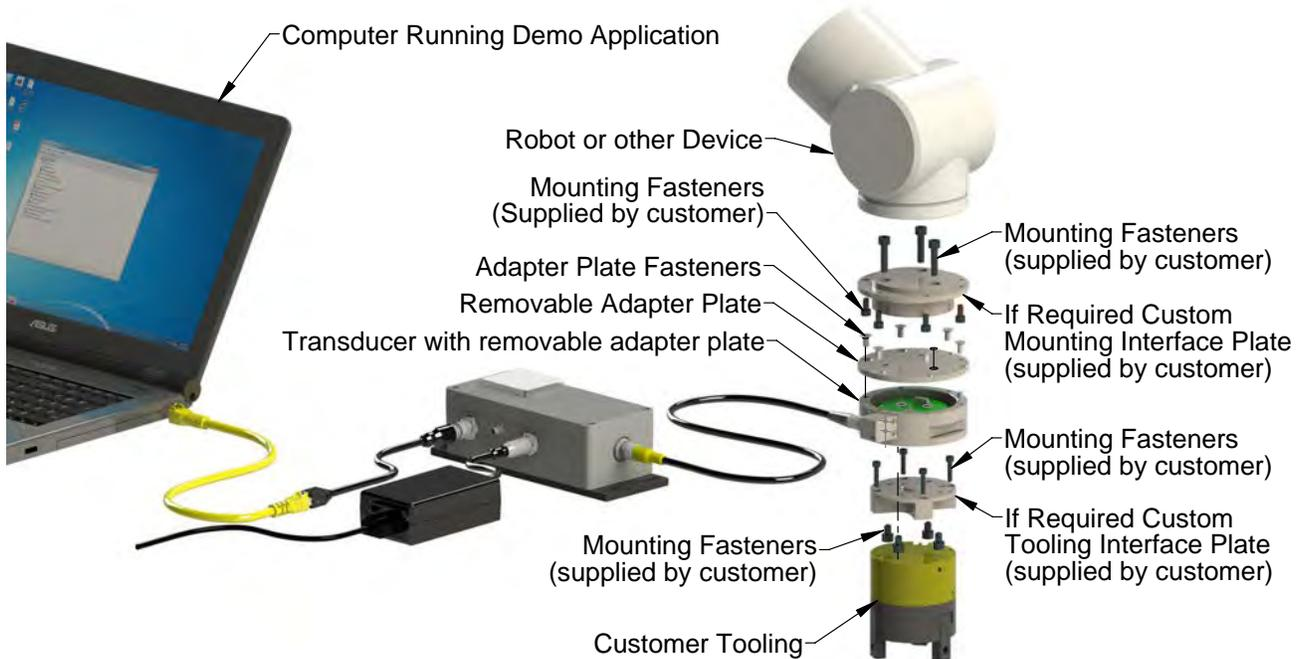 Computer Running Demo Application
Robot or other Device
Mounting Fasteners
(Supplied by customer)
Mounting Fasteners
(supplied by customer)
Adapter Plate Fasteners
Removable Adapter Plate
If Required Custom
Mounting Interface Plate
(supplied by customer)
Transducer with removable adapter plate
ASUS
Mounting Fasteners
(supplied by customer)
If Required Custom
Tooling Interface Plate
(supplied by customer)
Mounting Fasteners
(supplied by customer)
Customer Tooling